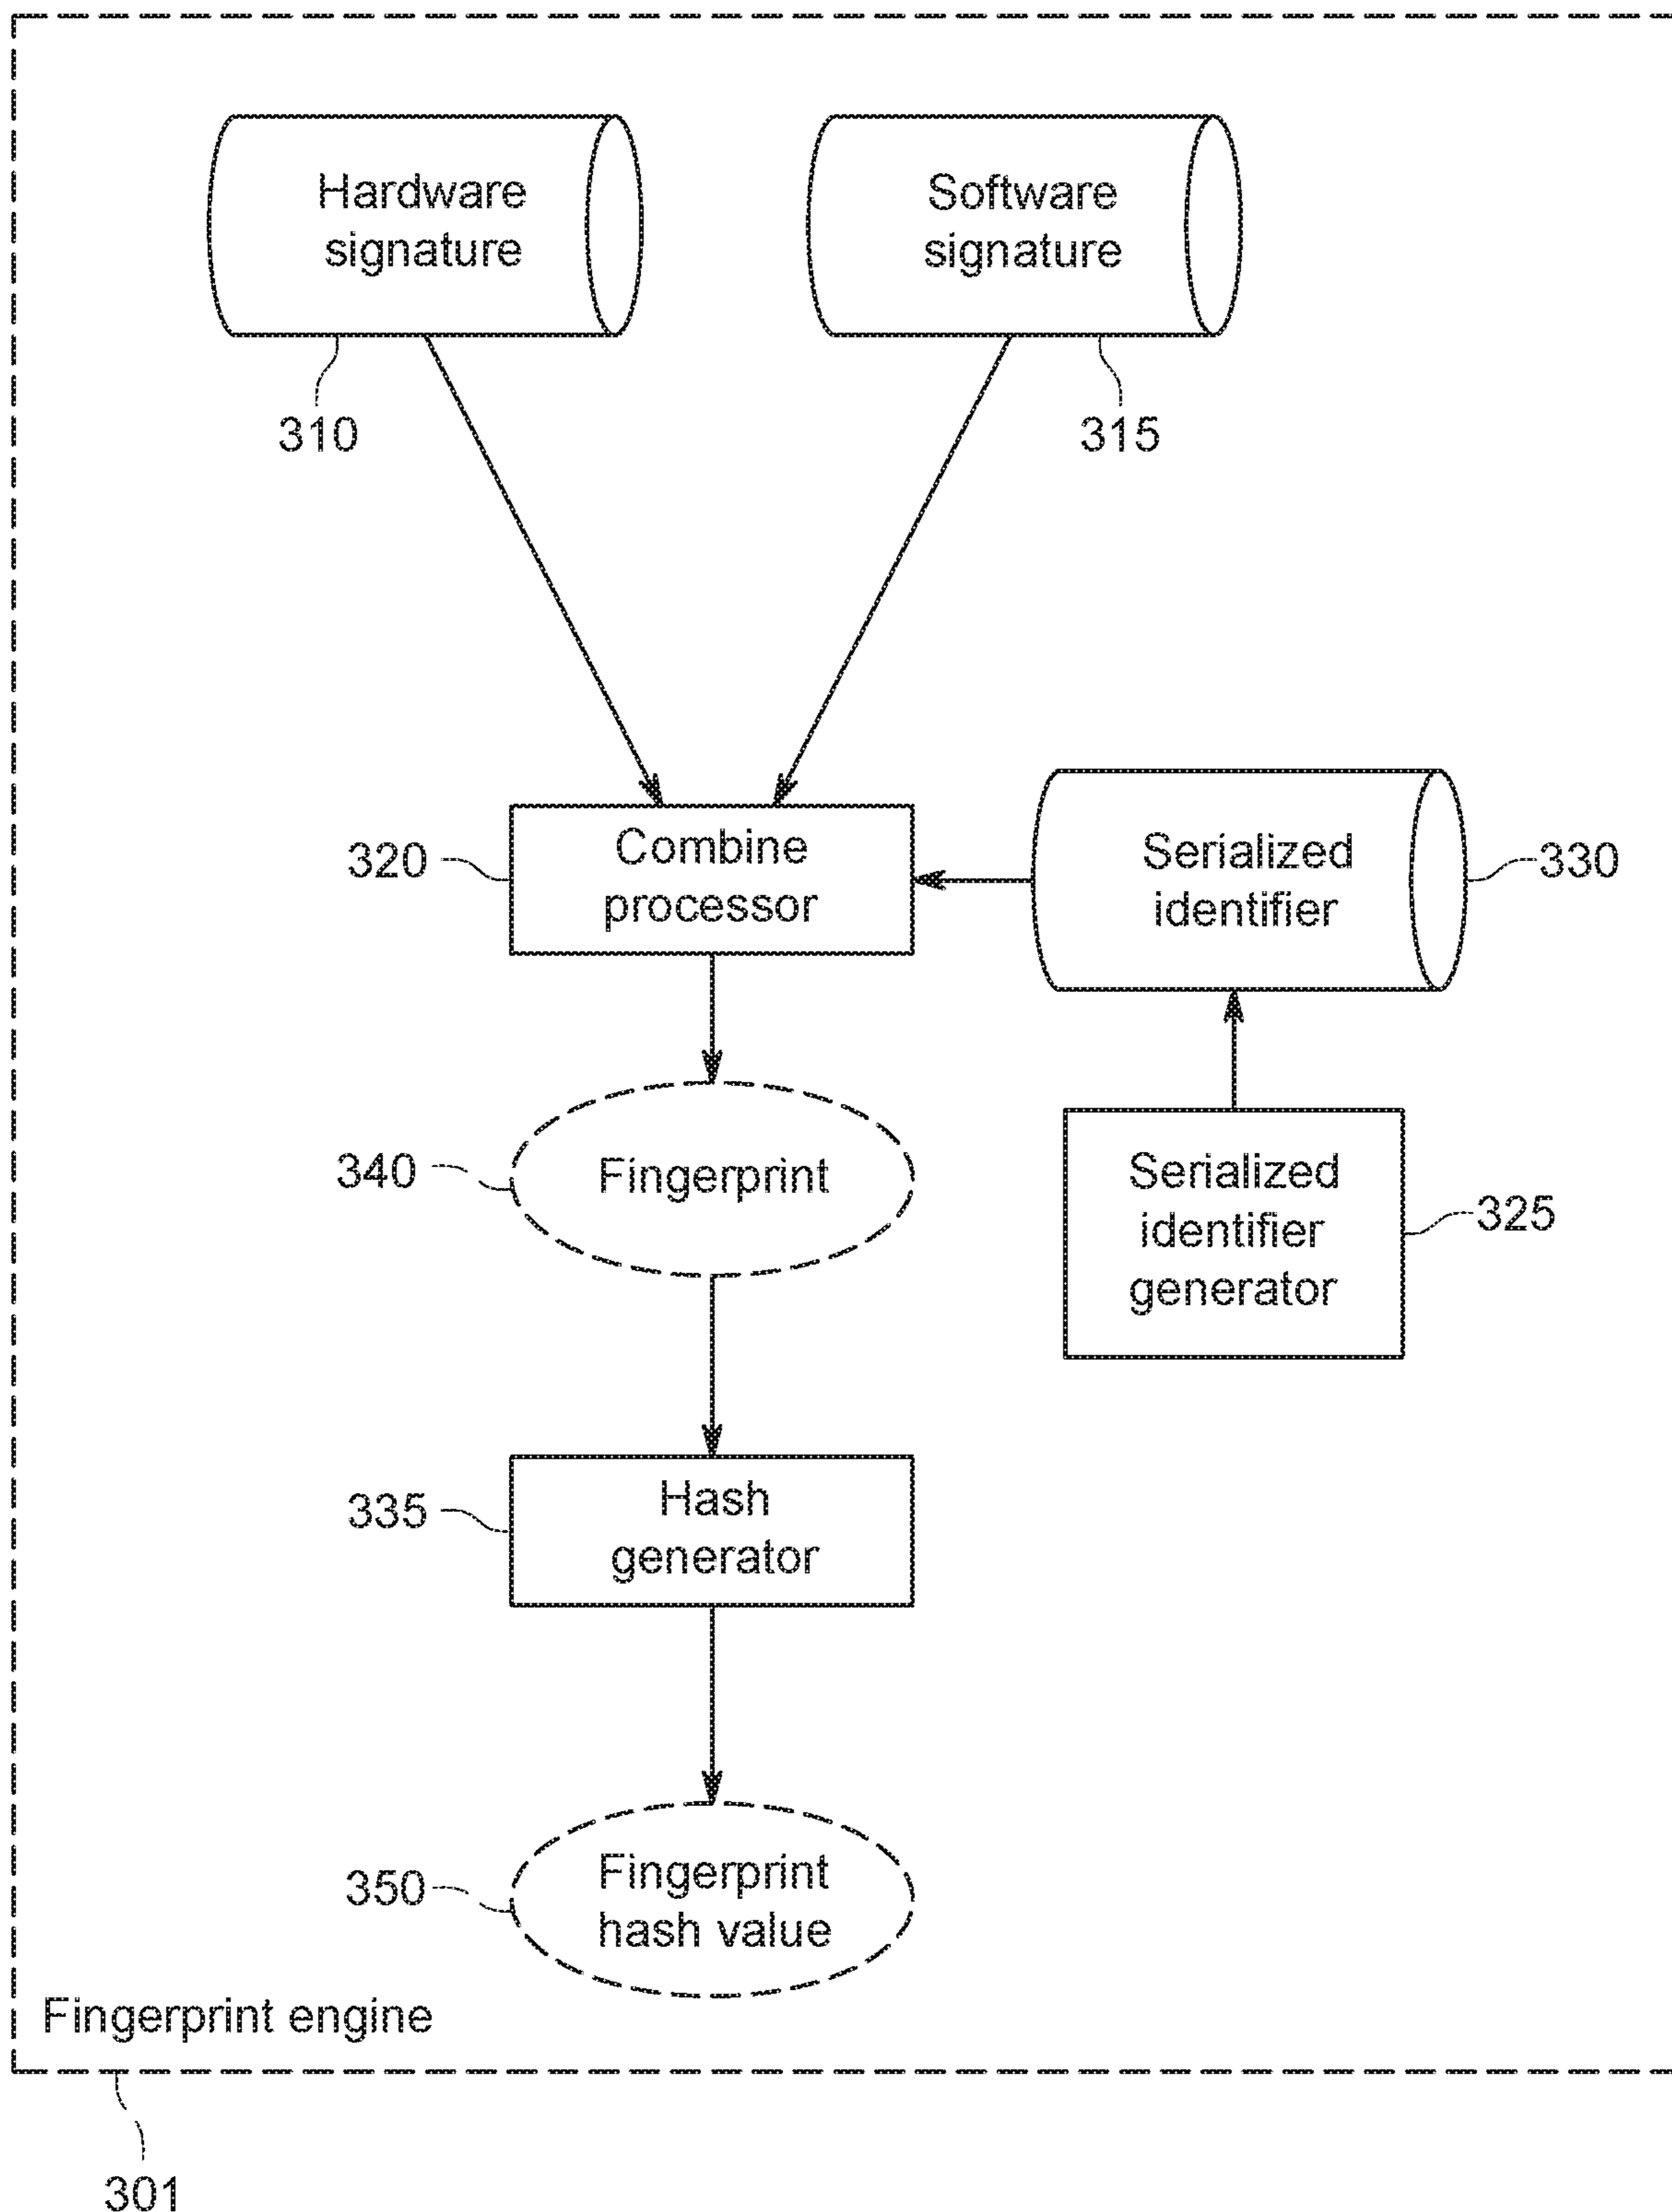 Hardware
signature
Software
signature
310
315
320
Combine
processor
Serialized
identifier
330
340
Fingerprint
Serialized
identifier
generator
325
335
Hash
generator
350
Fingerprint
hash value
Fingerprint engine
301